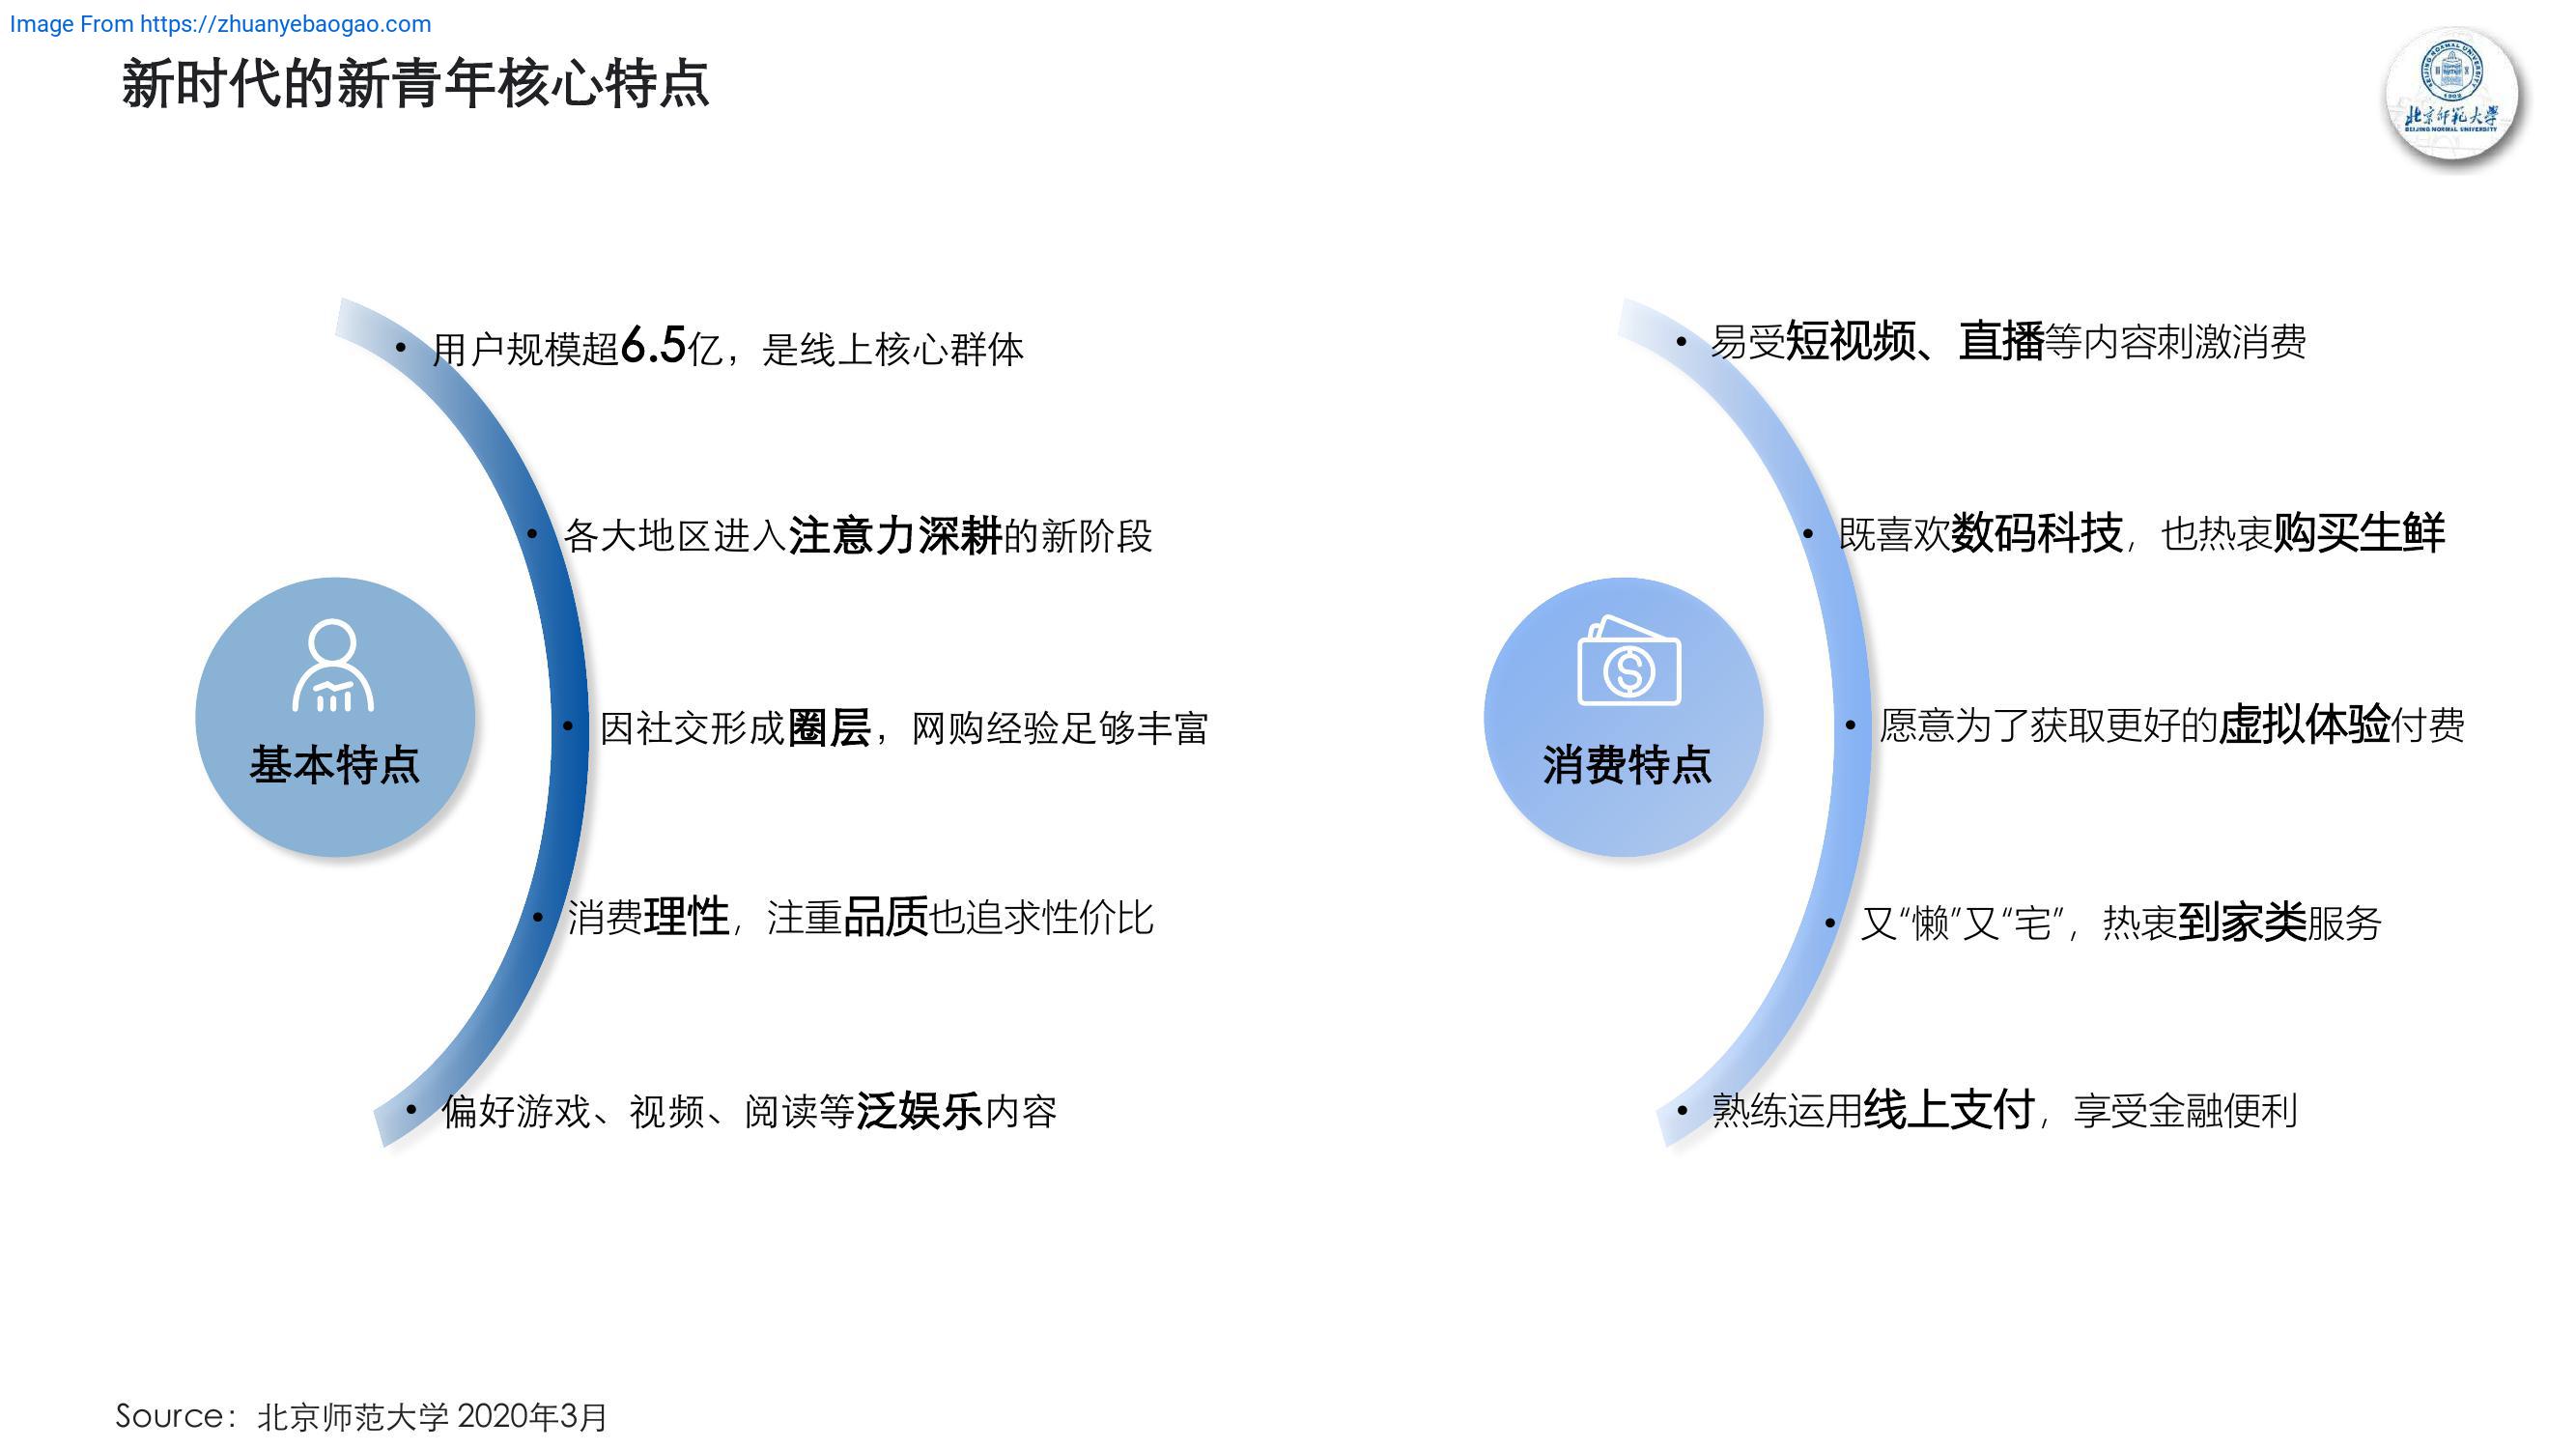 Image From https://zhuanyebaogao.com
新时代的新青年核心特点
BEIJING NORMAL UNIVERSITY
1902
北京师范大学
BEIJING NORMAL UNIVERSITY
基本特点
• 用户规模超6.5亿，是线上核心群体
• 各大地区进入注意力深耕的新阶段
• 因社交形成圈层，网购经验足够丰富
• 消费理性，注重品质也追求性价比
• 偏好游戏、视频、阅读等泛娱乐内容
消费特点
• 易受短视频、直播等内容刺激消费
• 既喜欢数码科技，也热衷购买生鲜
• 愿意为了获取更好的虚拟体验付费
• 又“懒”又“宅”，热衷到家类服务
• 熟练运用线上支付，享受金融便利
Source：北京师范大学 2020年3月